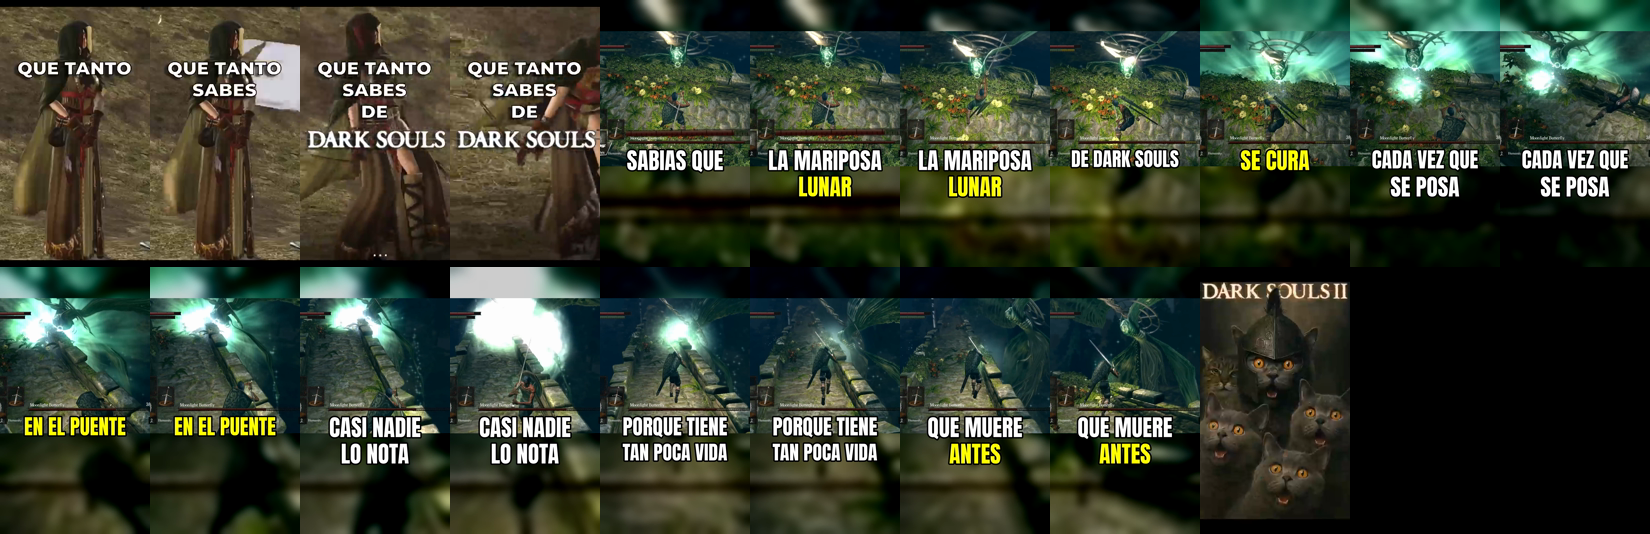 QUE TANTO
QUE TANTO
SABES
QUE TANTO
SABES
DE
DARK SOULS
...
QUE TANTO
SABES
DE
DARK SOULS
SABIAS QUE
LA MARIPOSA
LUNAR
LA MARIPOSA
LUNAR
DE DARK SOULS
SE CURA
CADA VEZ QUE
SE POSA
CADA VEZ QUE
SE POSA
EN EL PUENTE
EN EL PUENTE
CASI NADIE
LO NOTA
CASI NADIE
LO NOTA
PORQUE TIENE
TAN POCA VIDA
PORQUE TIENE
TAN POCA VIDA
QUE MUERE
ANTES
QUE MUERE
ANTES
DARK SOULS II